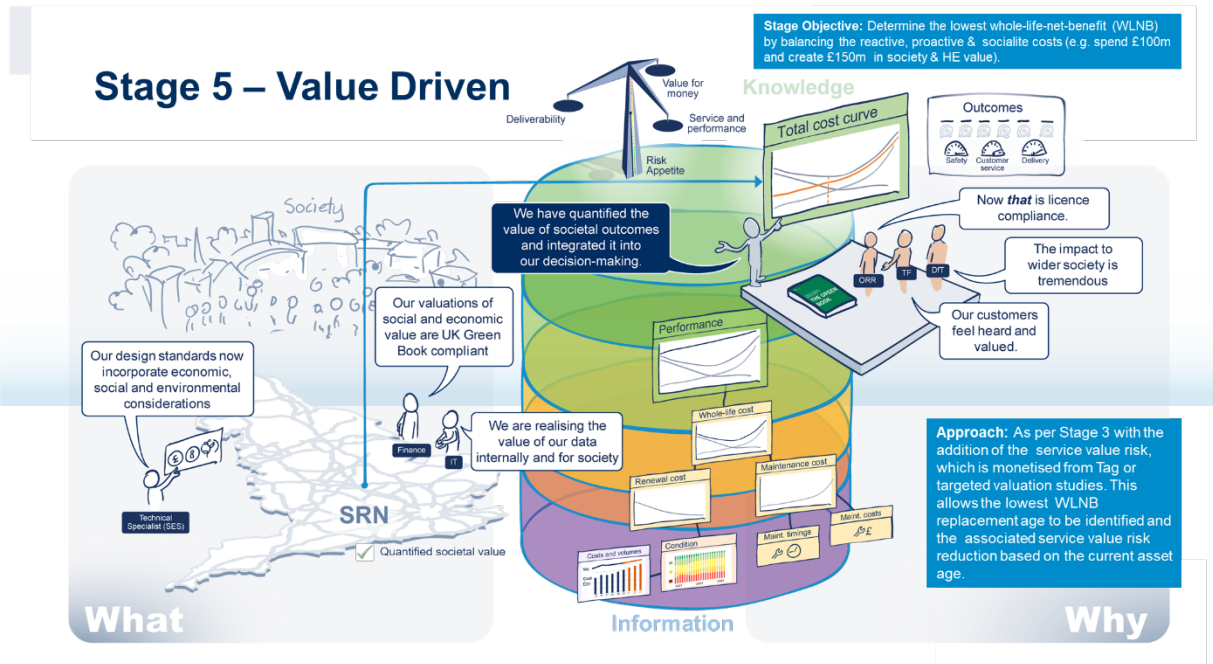 Stage Objective: Determine the lowest whole-life-net-benefit (WLNB)
by balancing the reactive, proactive & socialite costs (e.g. spend £100m
and create £150m in society & HE value).
Stage 5 – Value Driven
Knowledge
Value for
money
Deliverability
Service and
performance
Risk
Appetite
Total cost curve
Outcomes
Safety
Customer
service
Delivery
Society
We have quantified the
value of societal outcomes
and integrated it into
our decision-making.
Now that is licence
compliance.
The impact to
wider society is
tremendous
ORR
TF
DfT
THE GREEN
BOOK
Our customers
feel heard and
valued.
Our valuations of
social and economic
value are UK Green
Book compliant
Our design standards now
incorporate economic,
social and environmental
considerations
Performance
Whole-life cost
Finance
IT
We are realising the
value of our data
internally and for society
Renewal cost
Maintenance cost
Approach: As per Stage 3 with the
addition of the service value risk,
which is monetised from Tag or
targeted valuation studies. This
allows the lowest WLNB
replacement age to be identified and
the associated service value risk
reduction based on the current asset
age.
Technical
Specialist (SES)
SRN
Quantified societal value
Maint. costs
£
Maint. timings
Costs and volumes
Vol.
Cost
£m
Condition
What
Information
Why